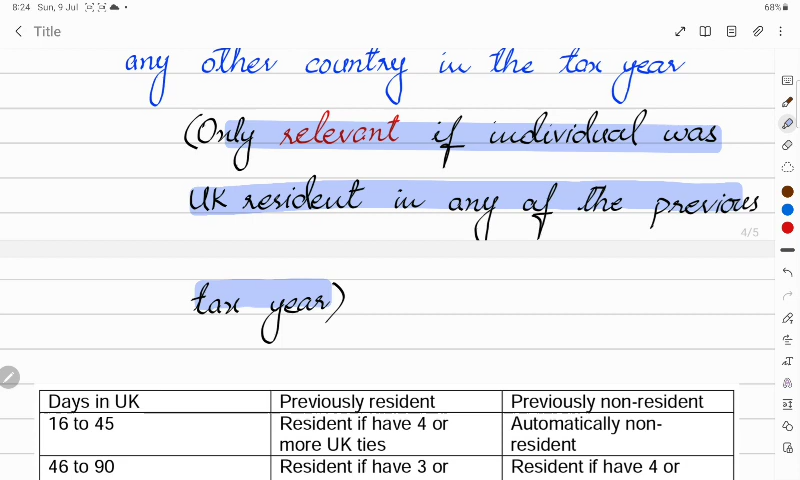 8:24 Sun, 9 Jul
68%
Title
any other country in the tax year
(Only relevant if individual was
UK resident in any of the previous
4/5
tax year)
Days in UK Previously resident Previously non-resident
16 to 45 Resident if have 4 or Automatically non-
more UK ties resident
46 to 90 Resident if have 3 or Resident if have 4 or